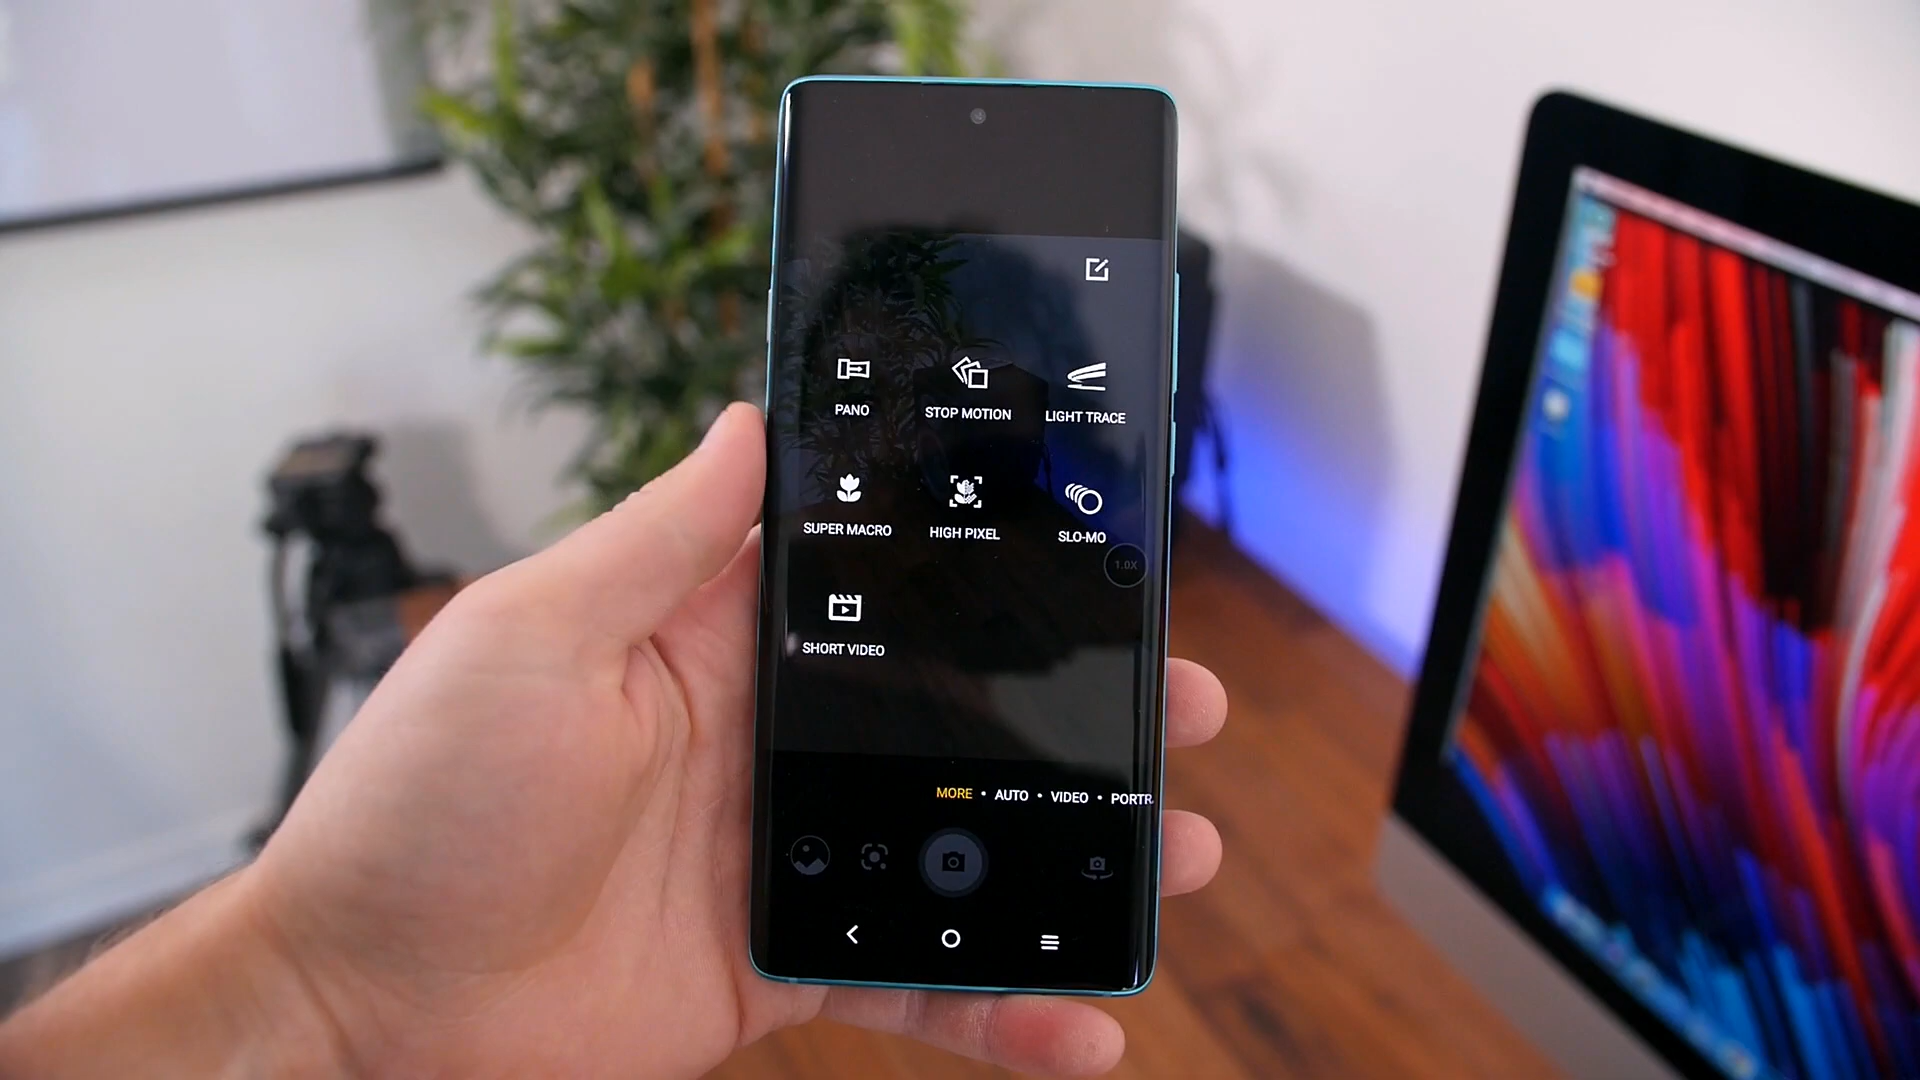 PANO
STOP MOTION
LIGHT TRACE
SUPER MACRO
HIGH PIXEL
SLO-MO
1.0X
SHORT VIDEO
MORE • AUTO • VIDEO • PORTR